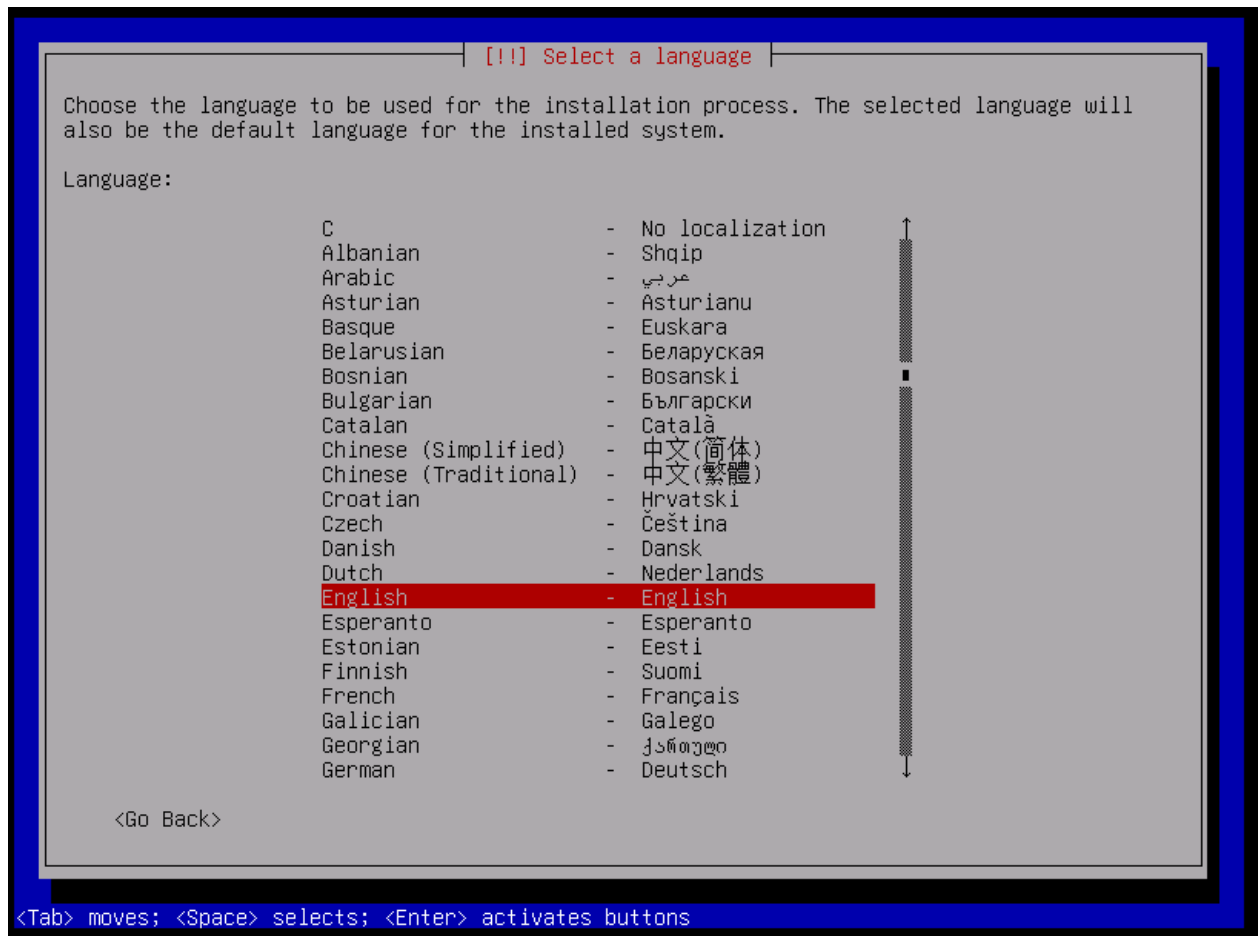 [!!] Select a language
Choose the language to be used for the installation process. The selected language will
also be the default language for the installed system.
Language:
C - No localization
Albanian - Shqip
Arabic - عربي
Asturian - Asturianu
Basque - Euskara
Belarusian - Беларуская
Bosnian - Bosanski
Bulgarian - Български
Catalan - Català
Chinese (Simplified) - 中文(简体)
Chinese (Traditional) - 中文(繁體)
Croatian - Hrvatski
Czech - Čeština
Danish - Dansk
Dutch - Nederlands
English - English
Esperanto - Esperanto
Estonian - Eesti
Finnish - Suomi
French - Français
Galician - Galego
Georgian - ქართული
German - Deutsch
<Go Back>
<Tab> moves; <Space> selects; <Enter> activates buttons